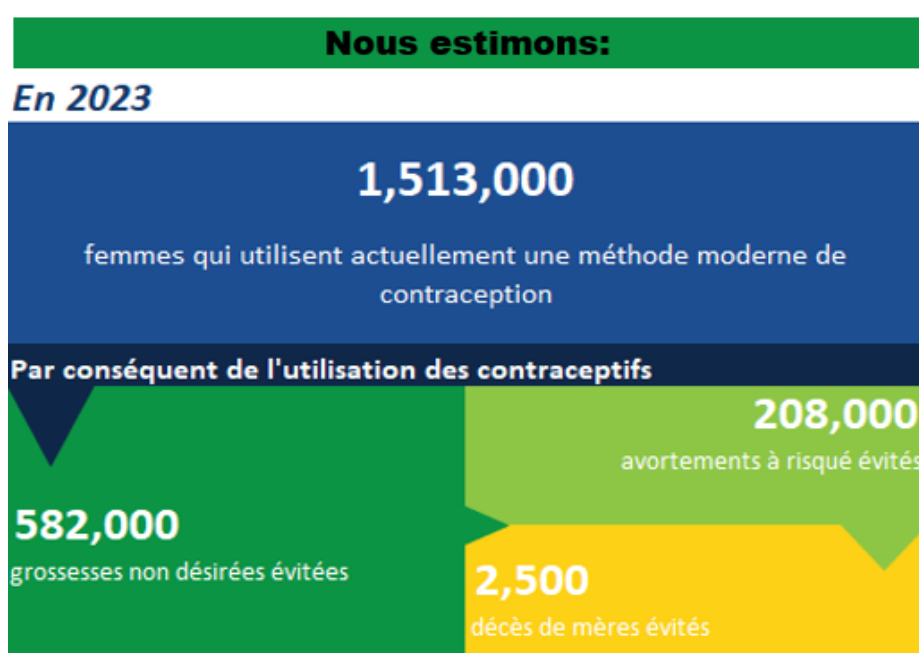 Nous estimons:
En 2023
1,513,000
femmes qui utilisent actuellement une méthode moderne de
contraception
Par conséquent de l'utilisation des contraceptifs
208,000
avortements à risqué évités
582,000
grossesses non désirées évitées
2,500
décès de mères évités